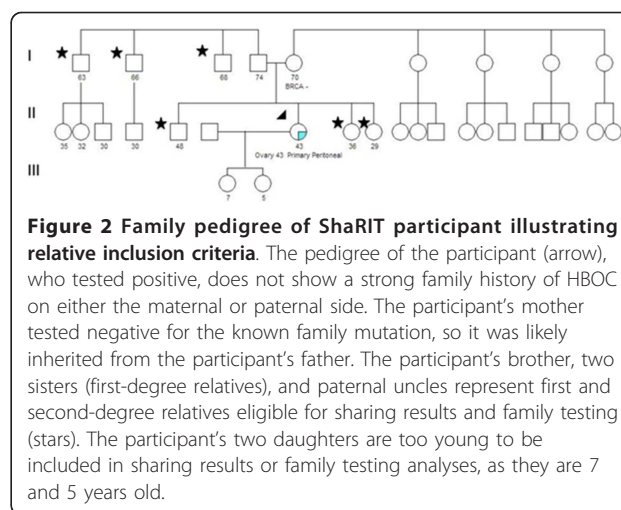 I
63 66 68 74 70
BRCA -
II
35 32 30 30 48 43 36 29
Ovary 43 Primary Peritoneal
III
7 5
Figure 2 Family pedigree of ShaRIT participant illustrating
relative inclusion criteria. The pedigree of the participant (arrow),
who tested positive, does not show a strong family history of HBOC
on either the maternal or paternal side. The participant's mother
tested negative for the known family mutation, so it was likely
inherited from the participant's father. The participant's brother, two
sisters (first-degree relatives), and paternal uncles represent first and
second-degree relatives eligible for sharing results and family testing
(stars). The participant's two daughters are too young to be
included in sharing results or family testing analyses, as they are 7
and 5 years old.